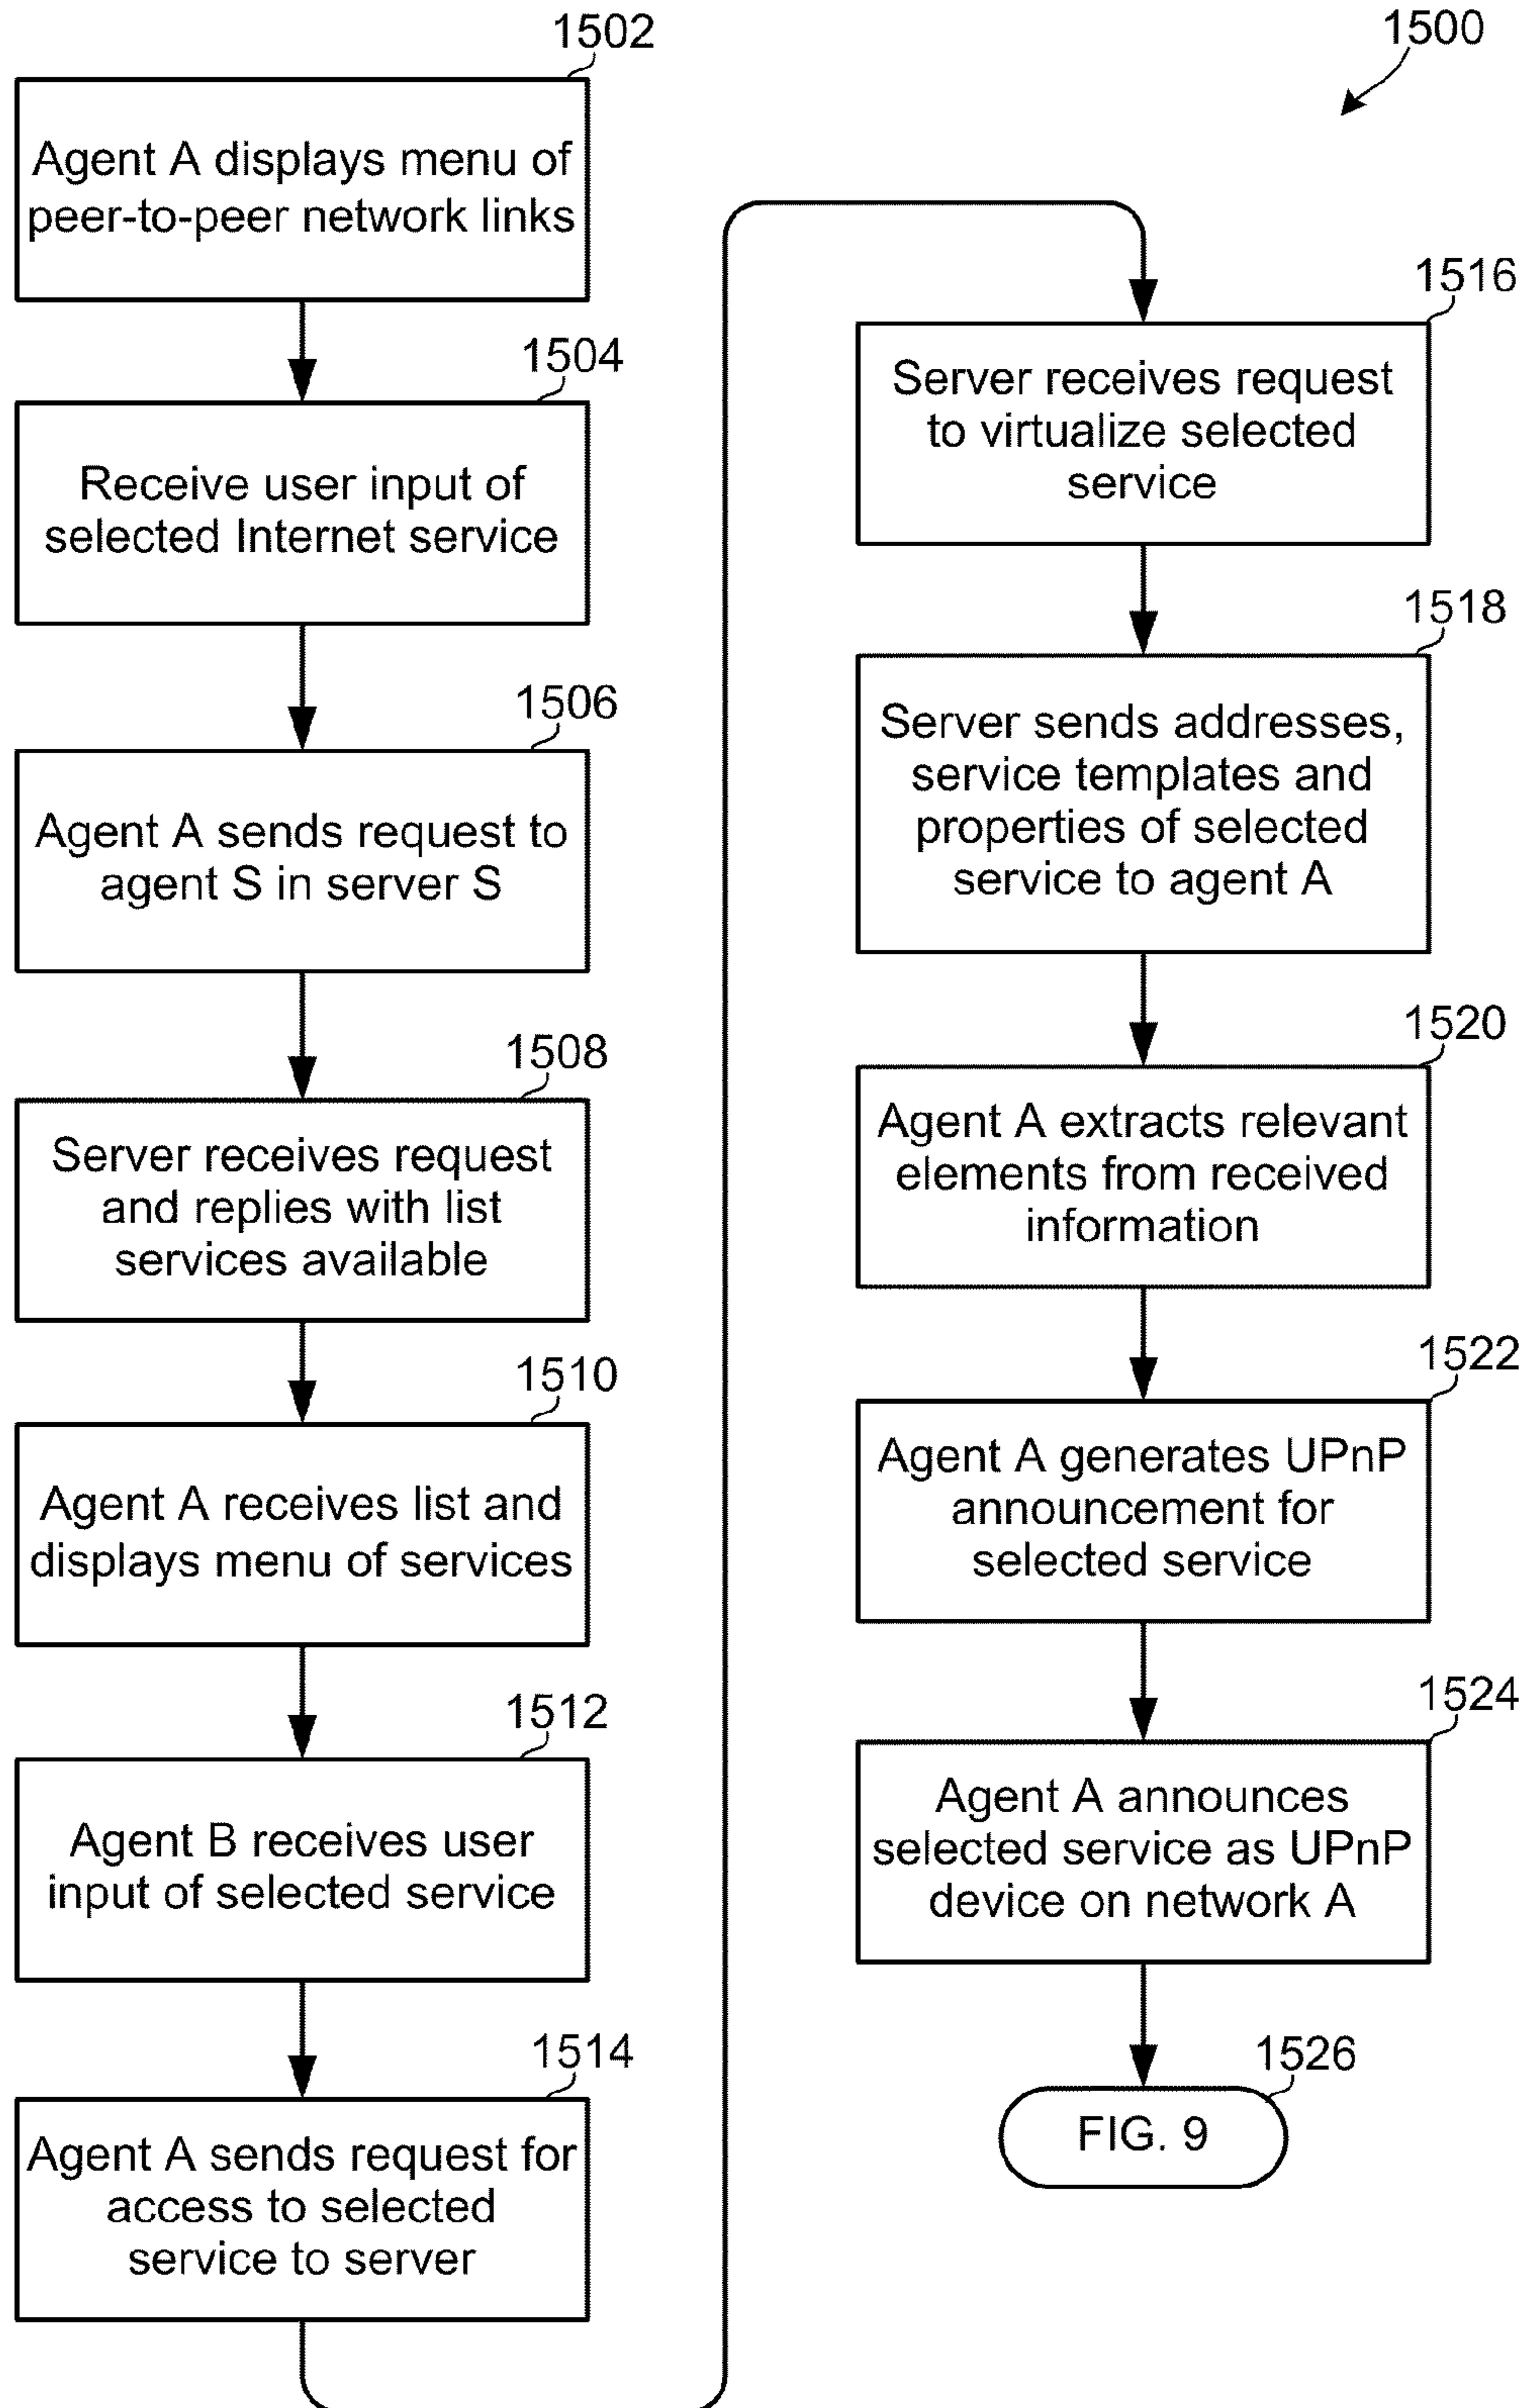 1500
1502
Agent A displays menu of
peer-to-peer network links
1504
Receive user input of
selected Internet service
1506
Agent A sends request to
agent S in server S
1508
Server receives request
and replies with list
services available
1510
Agent A receives list and
displays menu of services
1512
Agent B receives user
input of selected service
1514
Agent A sends request for
access to selected
service to server
1516
Server receives request
to virtualize selected
service
1518
Server sends addresses,
service templates and
properties of selected
service to agent A
1520
Agent A extracts relevant
elements from received
information
1522
Agent A generates UPnP
announcement for
selected service
1524
Agent A announces
selected service as UPnP
device on network A
1526
FIG. 9